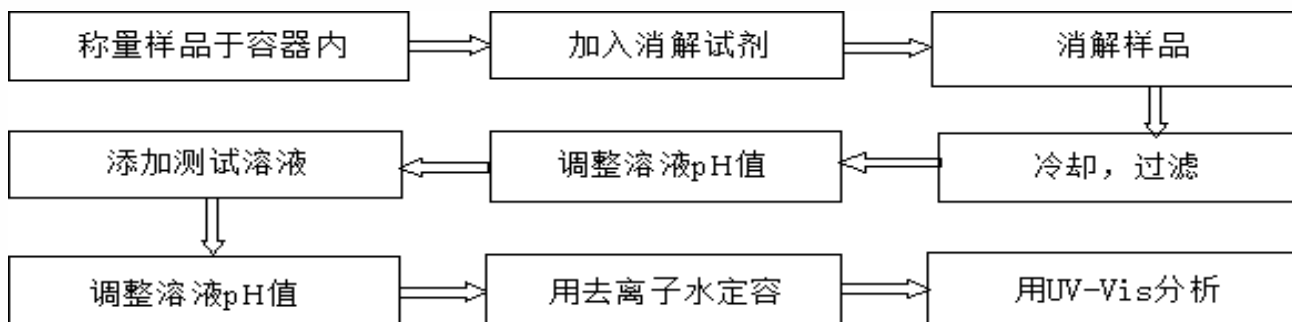 称量样品于容器内
加入消解试剂
消解样品
冷却，过滤
调整溶液pH值
添加测试溶液
调整溶液pH值
用去离子水定容
用UV-Vis分析